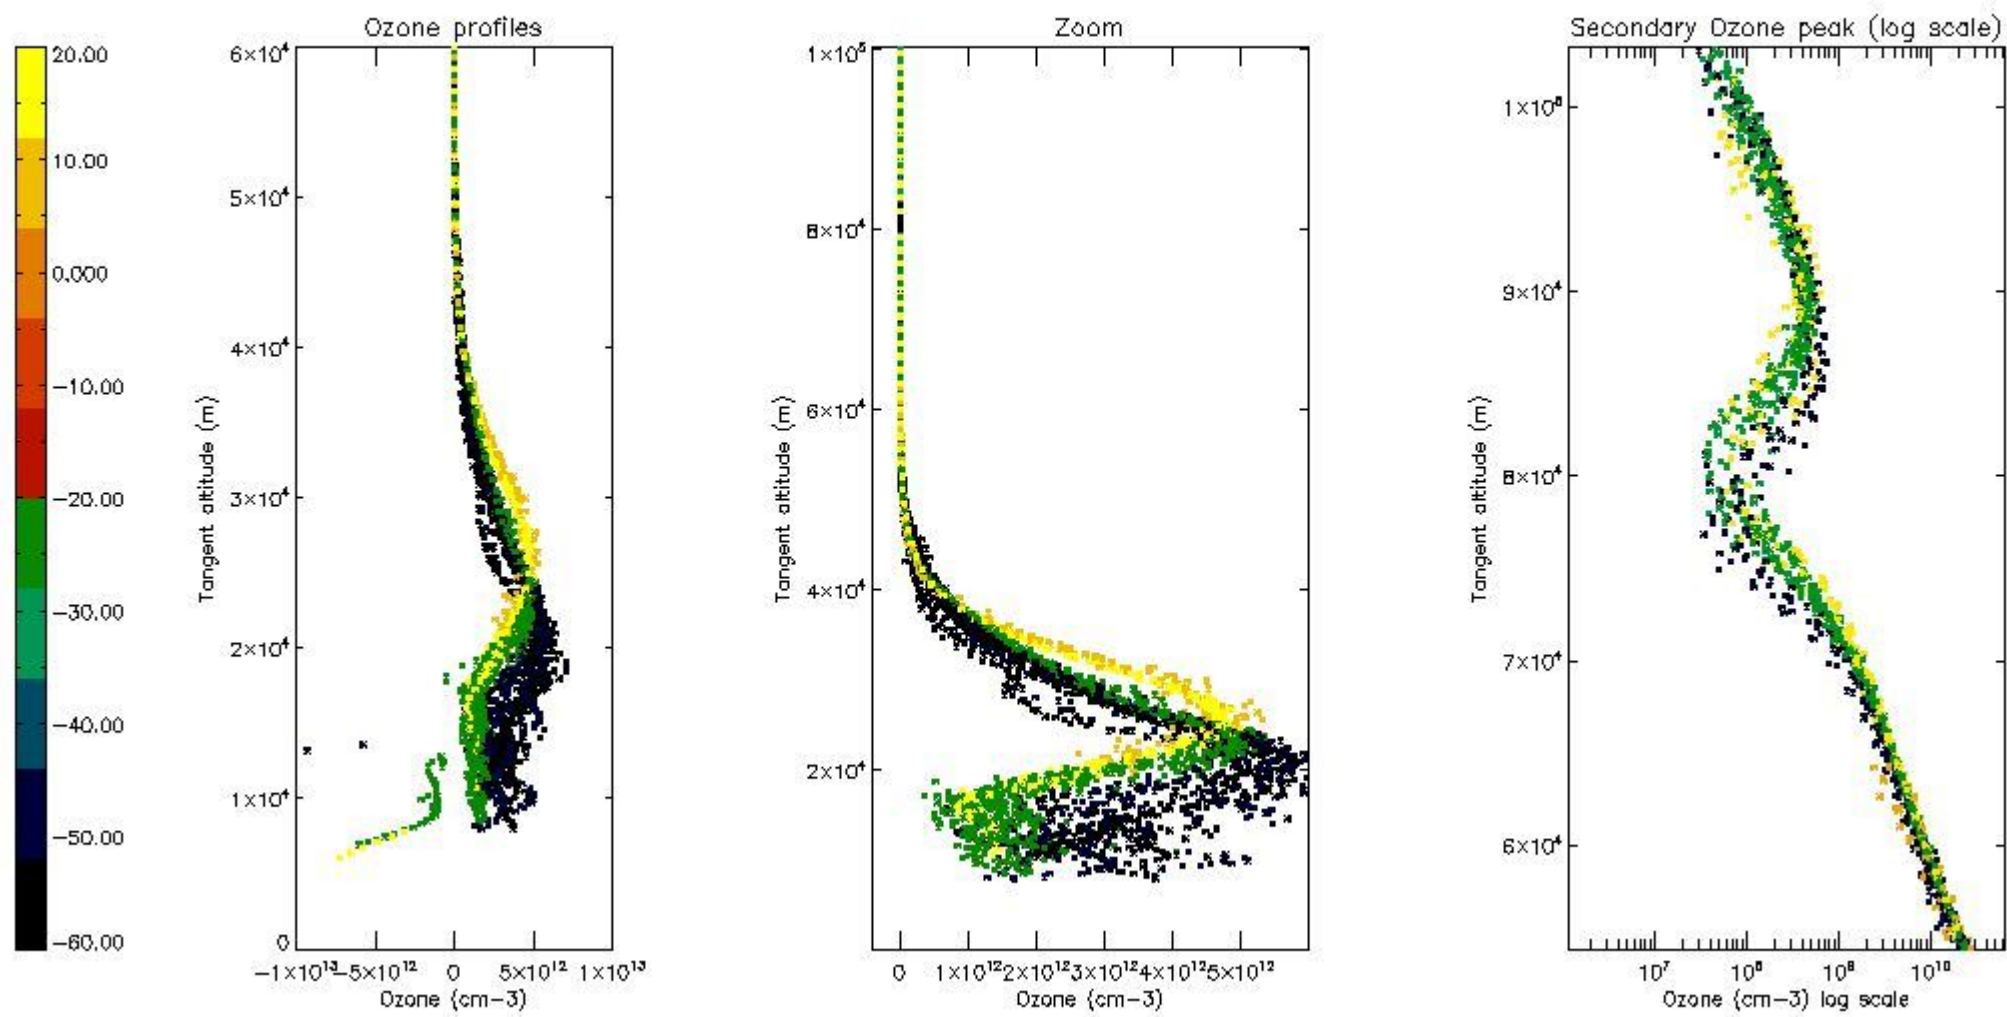 Ozone profiles
Zoom
Secondary Ozone peak (log scale)
20.00
10.00
0.000
−10.00
−20.00
−30.00
−40.00
−50.00
−60.00
6×10⁴
5×10⁴
4×10⁴
3×10⁴
2×10⁴
1×10⁴
0
Tangent altitude (m)
−1×10¹³ −5×10¹² 0 5×10¹² 1×10¹³
Ozone (cm−3)
1×10⁵
8×10⁴
6×10⁴
4×10⁴
2×10⁴
Tangent altitude (m)
0 1×10¹² 2×10¹² 3×10¹² 4×10¹² 5×10¹²
Ozone (cm−3)
9×10⁴
8×10⁴
7×10⁴
6×10⁴
Tangent altitude (m)
10⁷ 10⁸ 10⁹ 10¹⁰
Ozone (cm−3) log scale